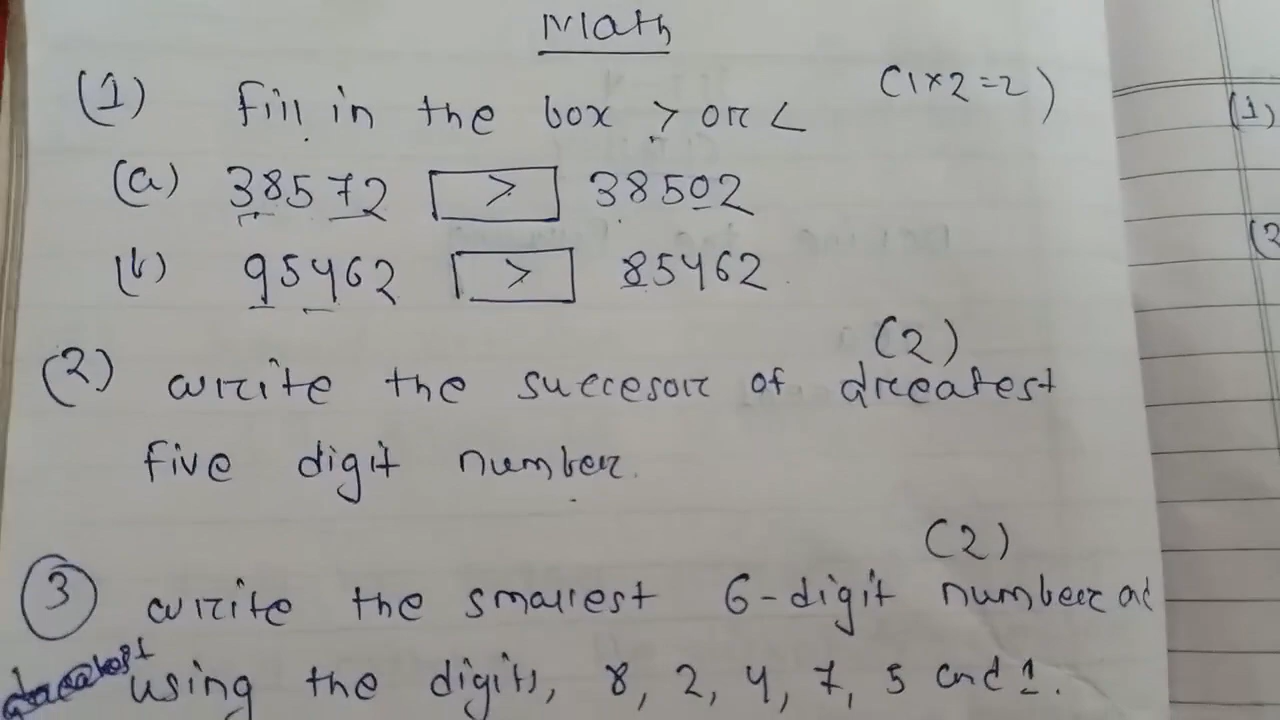 Math
(1) Fill in the box > or < (1×2=2)
(a) 38572 > 38502
(b) 95462 > 85462
(2)
(2) write the succesor of greatest
five digit number.
(2)
3 write the smallest 6-digit number
greatest using the digits, 8, 2, 4, 7, 5 and 1.
(1)